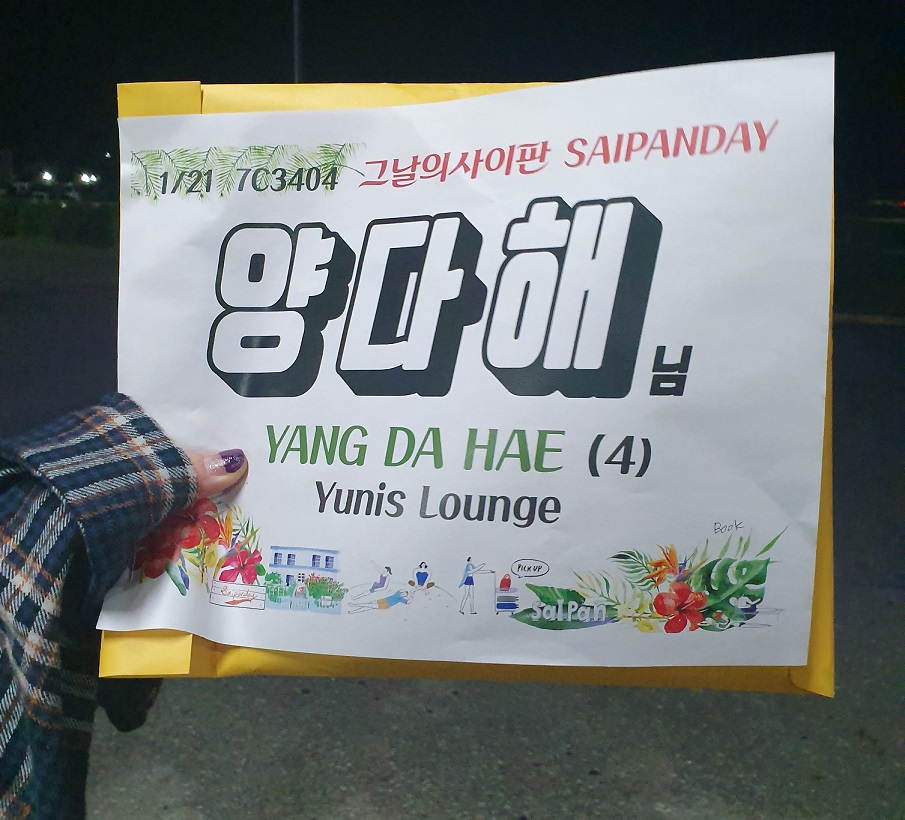 1/21 7C3404 그날의사이판 SAIPANDAY
양다해님
YANG DA HAE (4)
Yunis Lounge
Book
PICK UP
SaIPan